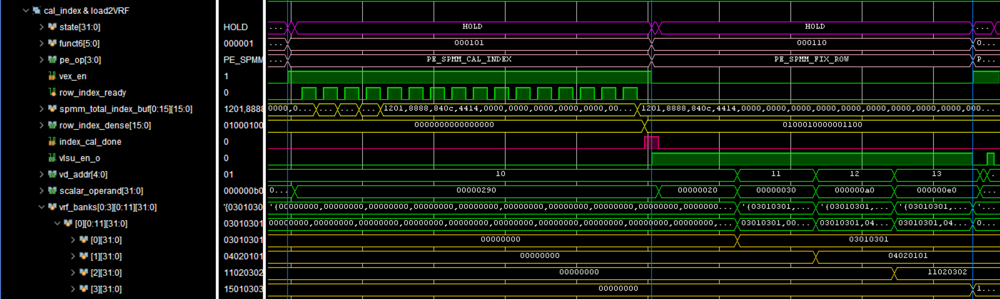 cal_index & load2VRF
state[31:0] HOLD ... HOLD HOLD ...
funct6[5:0] 000001 ... 000101 000110 0...
pe_op[3:0] PE_SPMM ... PE_SPMM_CAL_INDEX PE_SPMM_FIX_ROW P...
vex_en 1
row_index_ready 0
spmm_total_index_buf[0:15][15:0] 1201,8888 0000,0... ... ... ... 1201,8888,840c,4414,0000,0000,0000,0000,0000,00... 1201,8888,840c,4414,0000,0000,0000,0000,0000,0000,0000,000...
row_index_dense[15:0] 01000100 0000000000000000 0100010000001100
index_cal_done 0
vlsu_en_o 0
vd_addr[4:0] 01 10 11 12 13 .
scalar_operand[31:0] 000000b0 0... 00000290 00000020 00000030 000000a0 000000e0 ...
vrf_banks[0:3][0:11][31:0] '{0301030 '{00000000,00000000,00000000,00000000,00000000,00000000,00000000,00000000,00000000,00000000,0000000... '{03010301,... '{03010301,... '{03010301,... '...
[0][0:11][31:0] 03010301 00000000,00000000,00000000,00000000,00000000,00000000,00000000,00000000,00000000,00000000,00000000,... 03010301,00... 03010301,04... 03010301,04... 0...
[0][31:0] 03010301 00000000 03010301
[1][31:0] 04020101 00000000 04020101
[2][31:0] 11020302 00000000 11020302
[3][31:0] 15010303 00000000 1...